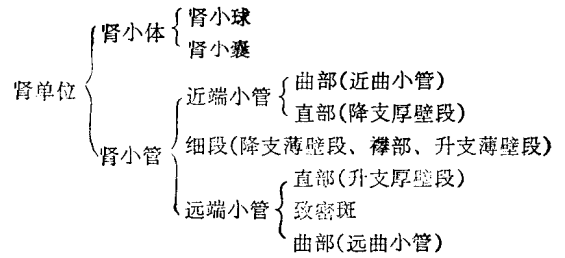 肾小球
肾小体
肾小囊
肾单位
曲部(近曲小管)
近端小管
直部(降支厚壁段)
肾小管
细段(降支薄壁段、襻部、升支薄壁段)
直部(升支厚壁段)
远端小管
致密斑
曲部(远曲小管)